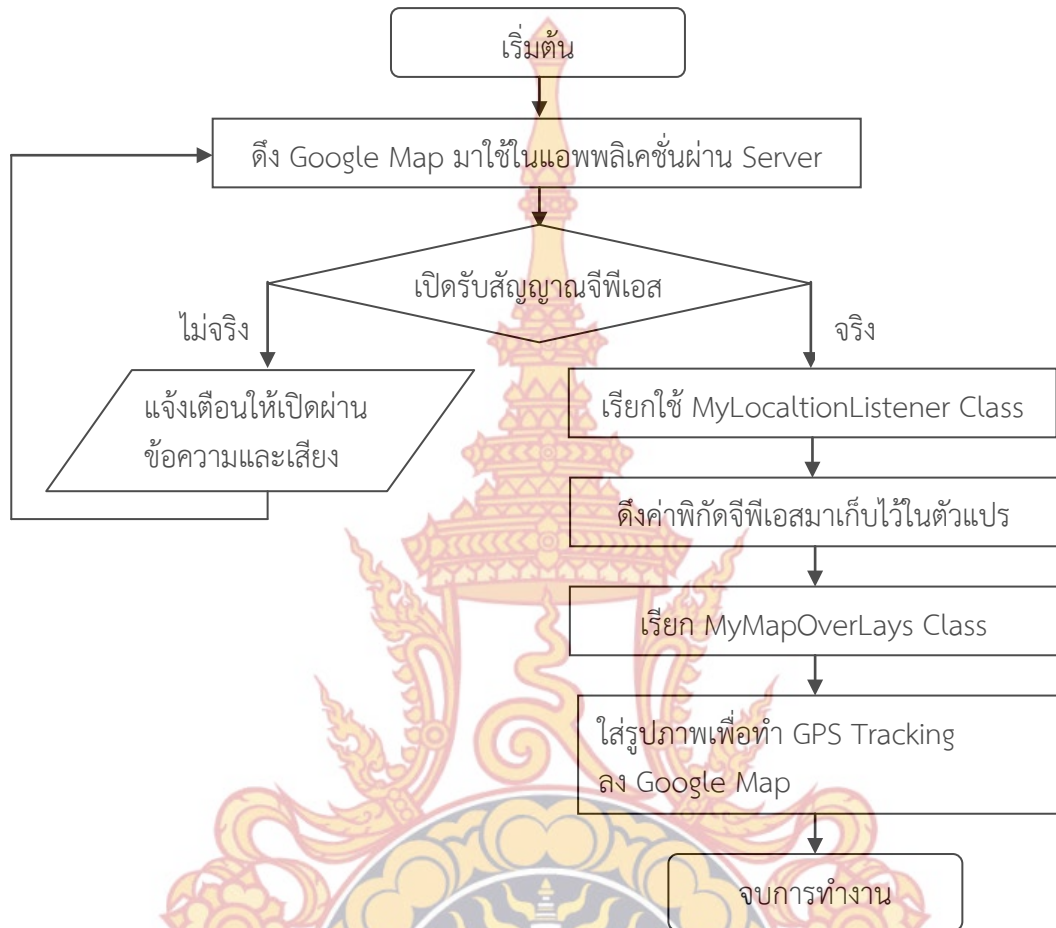 เริ่มต้น
ดึง Google Map มาใช้ในแอพพลิเคชั่นผ่าน Server
เปิดรับสัญญาณจีพีเอส
ไม่จริง
จริง
แจ้งเตือนให้เปิดผ่าน
ข้อความและเสียง
เรียกใช้ MyLocaltionListener Class
ดึงค่าพิกัดจีพีเอสมาเก็บไว้ในตัวแปร
เรียก MyMapOverLays Class
ใส่รูปภาพเพื่อทำ GPS Tracking
ลง Google Map
จบการทำงาน